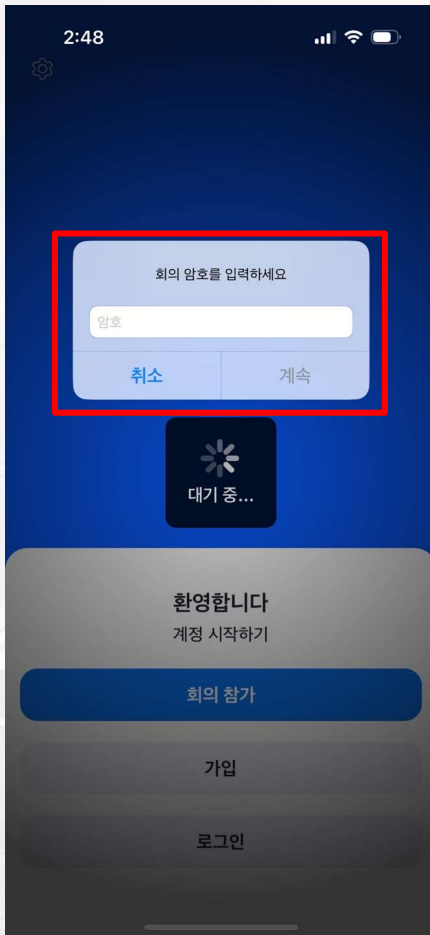 2:48
회의 암호를 입력하세요
암호
취소
계속
대기 중...
환영합니다
계정 시작하기
회의 참가
가입
로그인